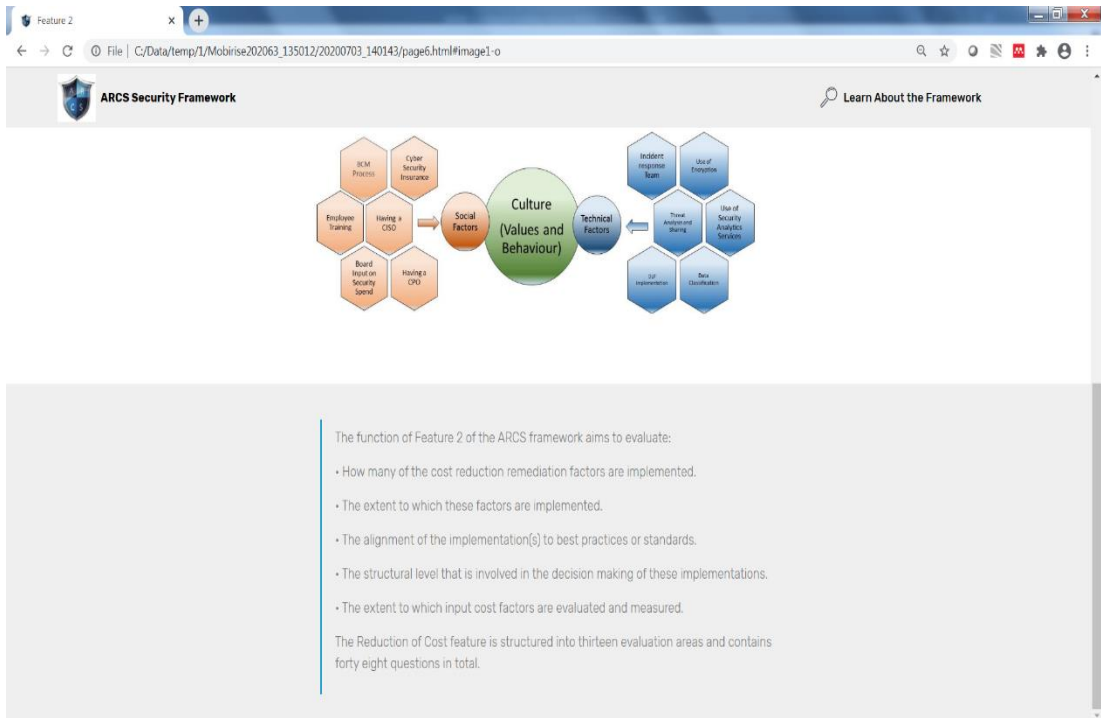 Feature 2
File | C:/Data/temp/1/Mobirise202063_135012/20200703_140143/page6.html#image1-o
ARCS Security Framework
Learn About the Framework
BCM
Process
Cyber
Security
Insurance
Employee
Training
Having a
CISO
Board
Input on
Security
Spend
Having a
CPO
Social
Factors
Culture
(Values and
Behaviour)
Technical
Factors
Incident
response
Team
Use of
Encryption
Threat
Analysis and
Sharing
Use of
Security
Analytics
Services
DLP
Implementation
Data
Classification
The function of Feature 2 of the ARCS framework aims to evaluate:
• How many of the cost reduction remediation factors are implemented.
• The extent to which these factors are implemented.
• The alignment of the implementation(s) to best practices or standards.
• The structural level that is involved in the decision making of these implementations.
• The extent to which input cost factors are evaluated and measured.
The Reduction of Cost feature is structured into thirteen evaluation areas and contains
forty eight questions in total.